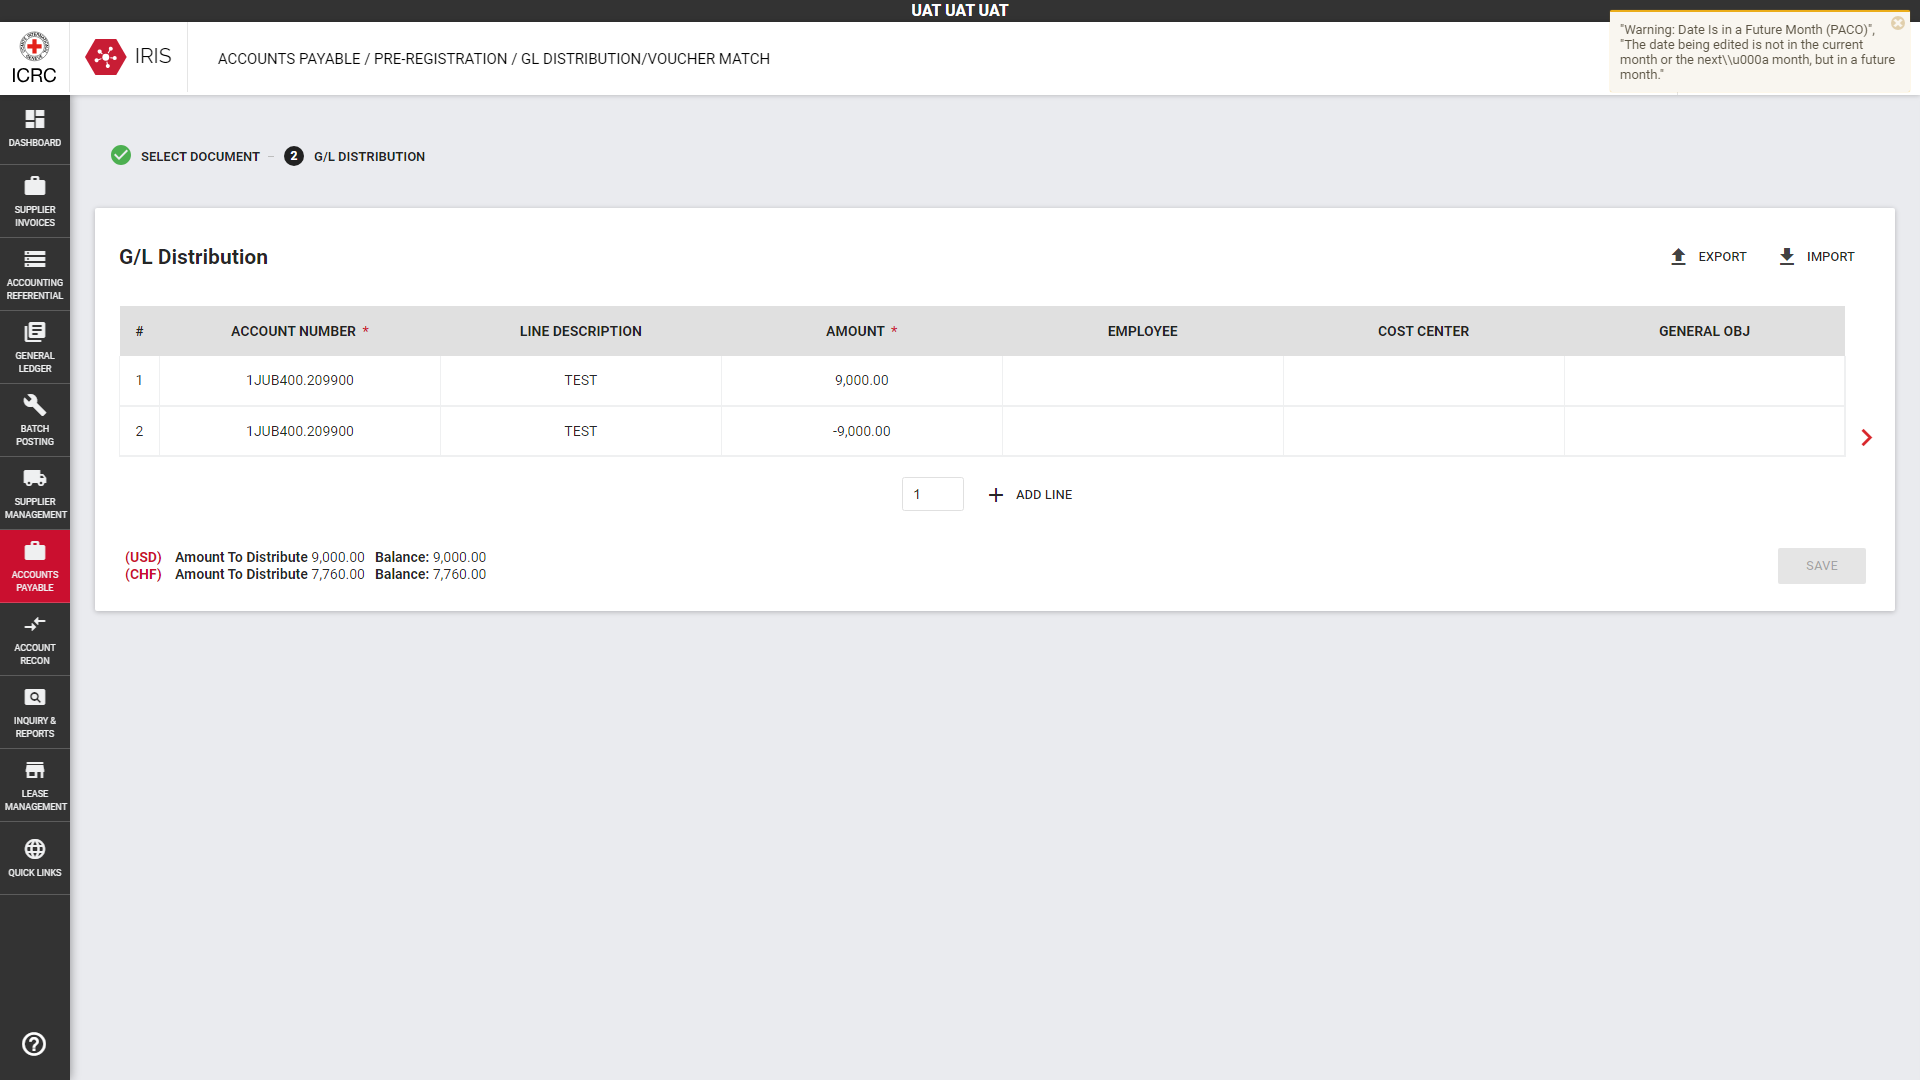 UAT UAT UAT
ICRC
IRIS
ACCOUNTS PAYABLE / PRE-REGISTRATION / GL DISTRIBUTION/VOUCHER MATCH
"Warning: Date Is in a Future Month (PACO)",
"The date being edited is not in the current
month or the next\\u000a month, but in a future
month."
DASHBOARD
SUPPLIER
INVOICES
ACCOUNTING
REFERENTIAL
GENERAL
LEDGER
BATCH
POSTING
SUPPLIER
MANAGEMENT
ACCOUNTS
PAYABLE
ACCOUNT
RECON
INQUIRY &
REPORTS
LEASE
MANAGEMENT
QUICK LINKS
SELECT DOCUMENT
2 G/L DISTRIBUTION
G/L Distribution
EXPORT
IMPORT
# ACCOUNT NUMBER * LINE DESCRIPTION AMOUNT * EMPLOYEE COST CENTER GENERAL OBJ
1 1JUB400.209900 TEST 9,000.00
2 1JUB400.209900 TEST -9,000.00
1 ADD LINE
(USD) Amount To Distribute 9,000.00 Balance: 9,000.00
(CHF) Amount To Distribute 7,760.00 Balance: 7,760.00
SAVE